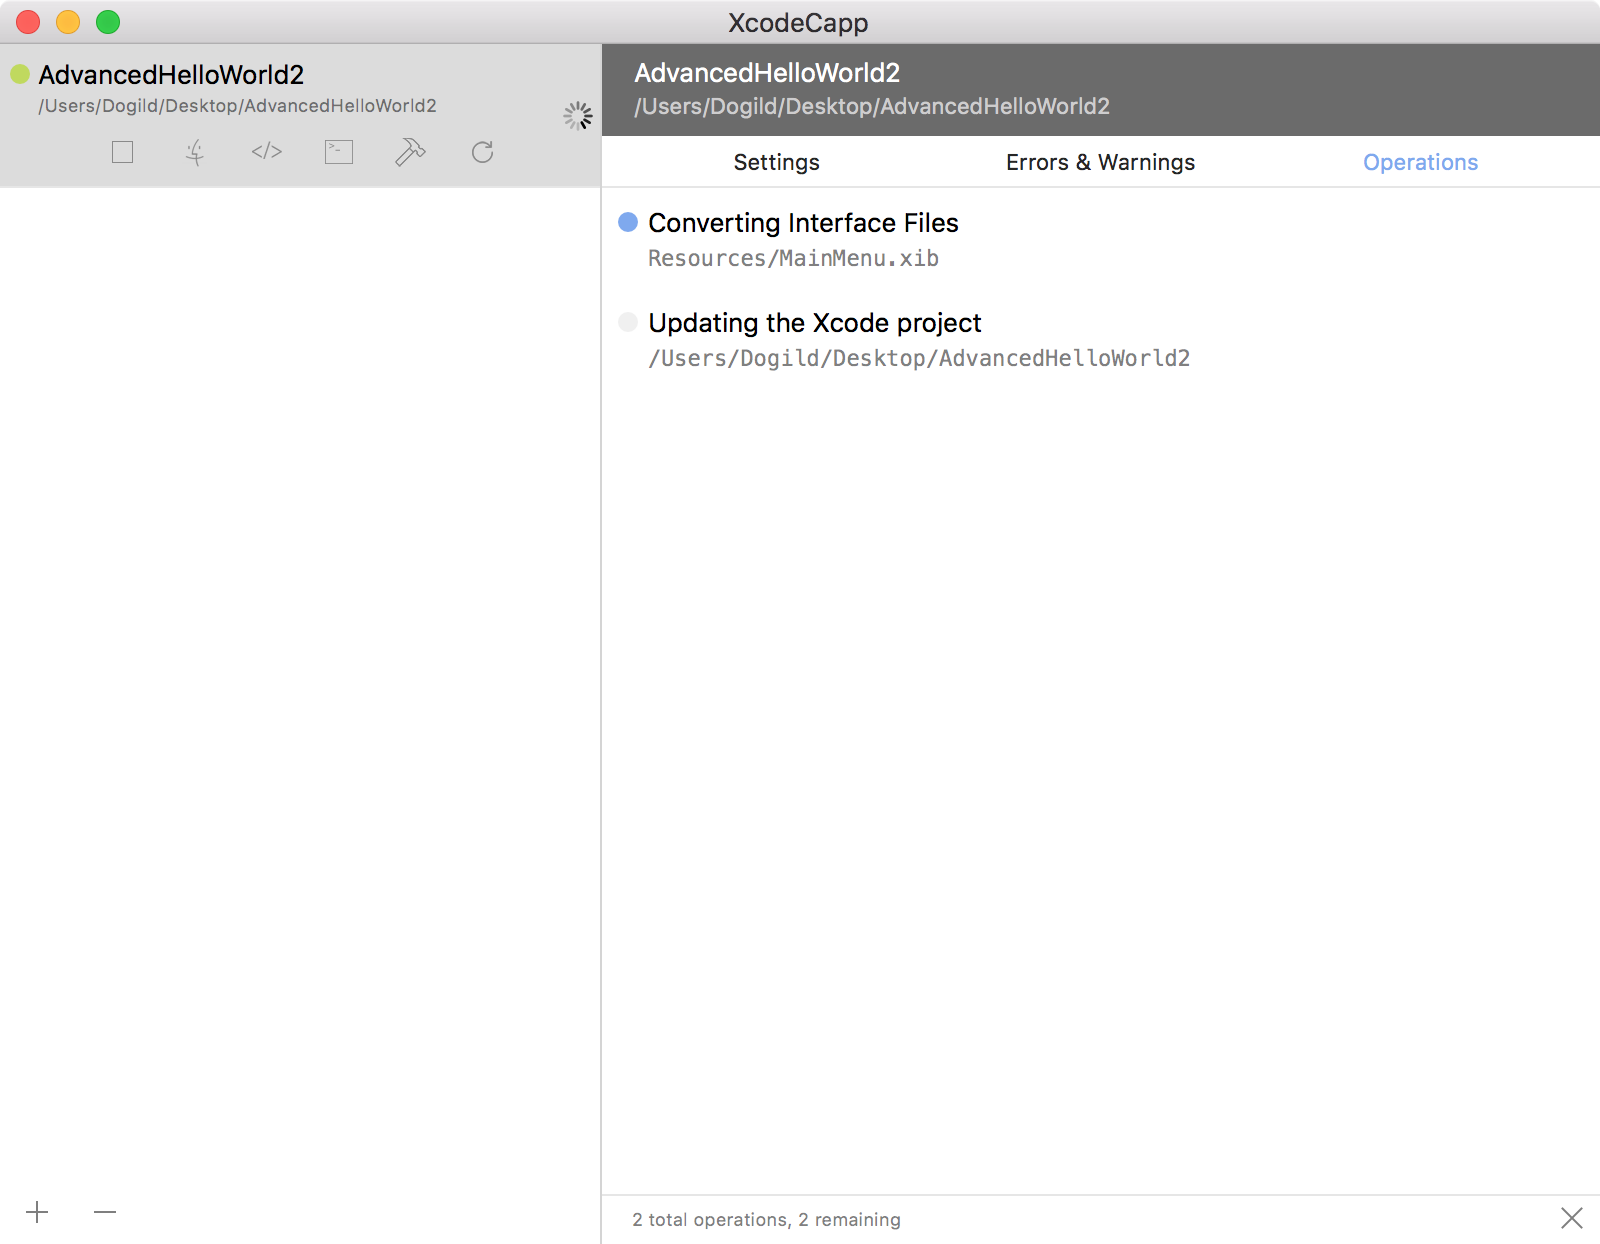 XcodeCapp
AdvancedHelloWorld2
/Users/Dogild/Desktop/AdvancedHelloWorld2
</>
>-
AdvancedHelloWorld2
/Users/Dogild/Desktop/AdvancedHelloWorld2
Settings
Errors & Warnings
Operations
Converting Interface Files
Resources/MainMenu.xib
Updating the Xcode project
/Users/Dogild/Desktop/AdvancedHelloWorld2
2 total operations, 2 remaining